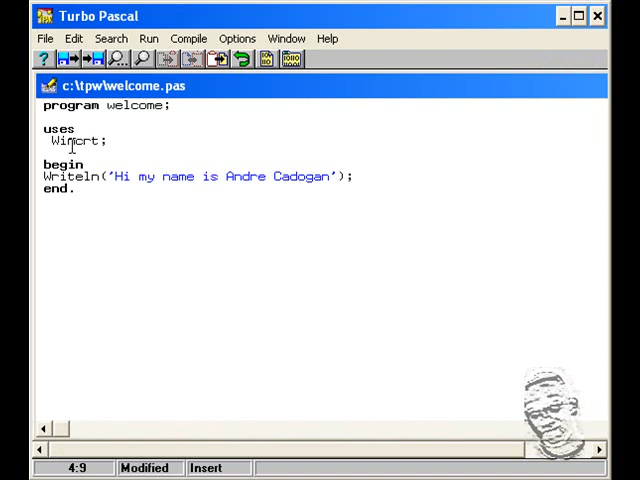 Turbo Pascal
File Edit Search Run Compile Options Window Help
c:\tpw\welcome.pas
program welcome;
uses
Wincrt;
begin
Writeln('Hi my name is Andre Cadogan');
end.
4:9 Modified Insert